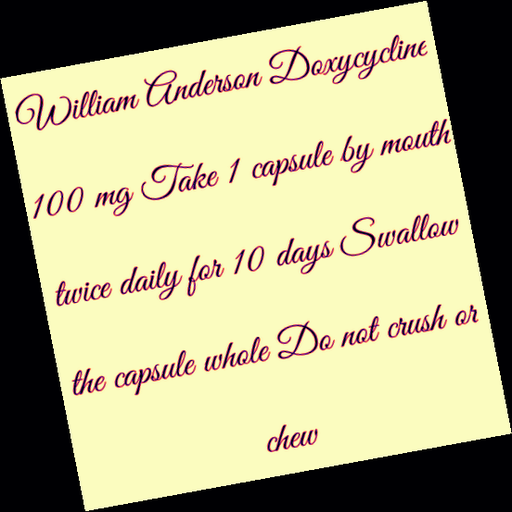 William Anderson Doxycycline
100 mg Take 1 capsule by mouth
twice daily for 10 days Swallow
the capsule whole Do not crush or
chew